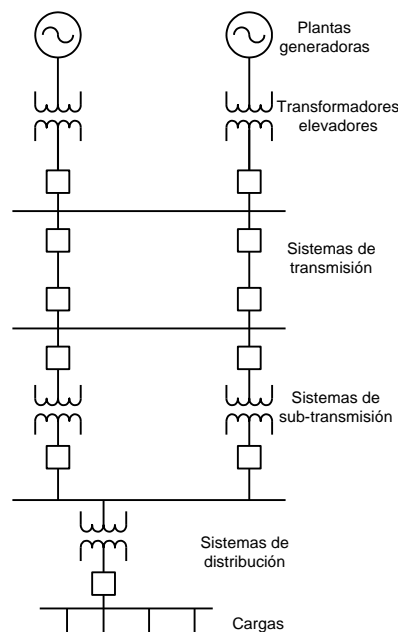 Plantas
generadoras
Transformadores
elevadores
Sistemas de
transmisión
Sistemas de
sub-transmisión
Sistemas de
distribución
Cargas